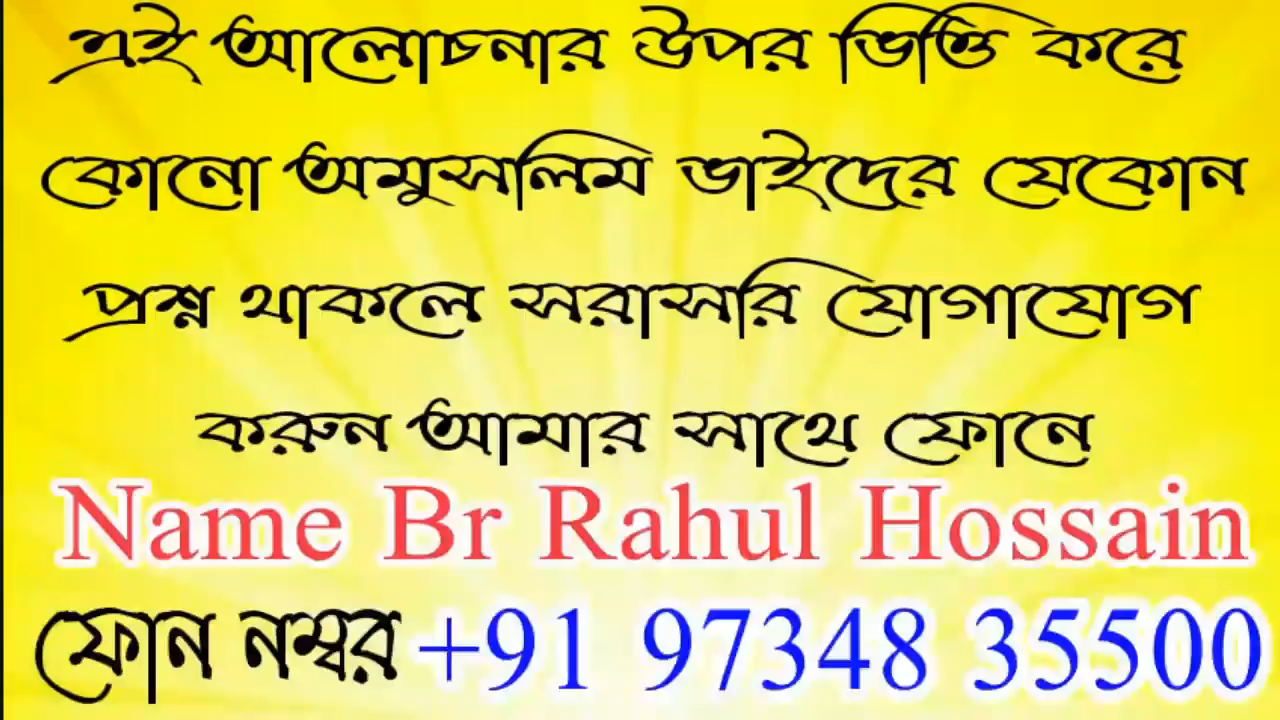 এই আলোচনার উপর ভিত্তি করে
কোনো অমুসলিম ভাইদের যেকোন
প্রশ্ন থাকলে সরাসরি যোগাযোগ
করুন আমার সাথে ফোনে
Name Br Rahul Hossain
ফোন নম্বর +91 97348 35500